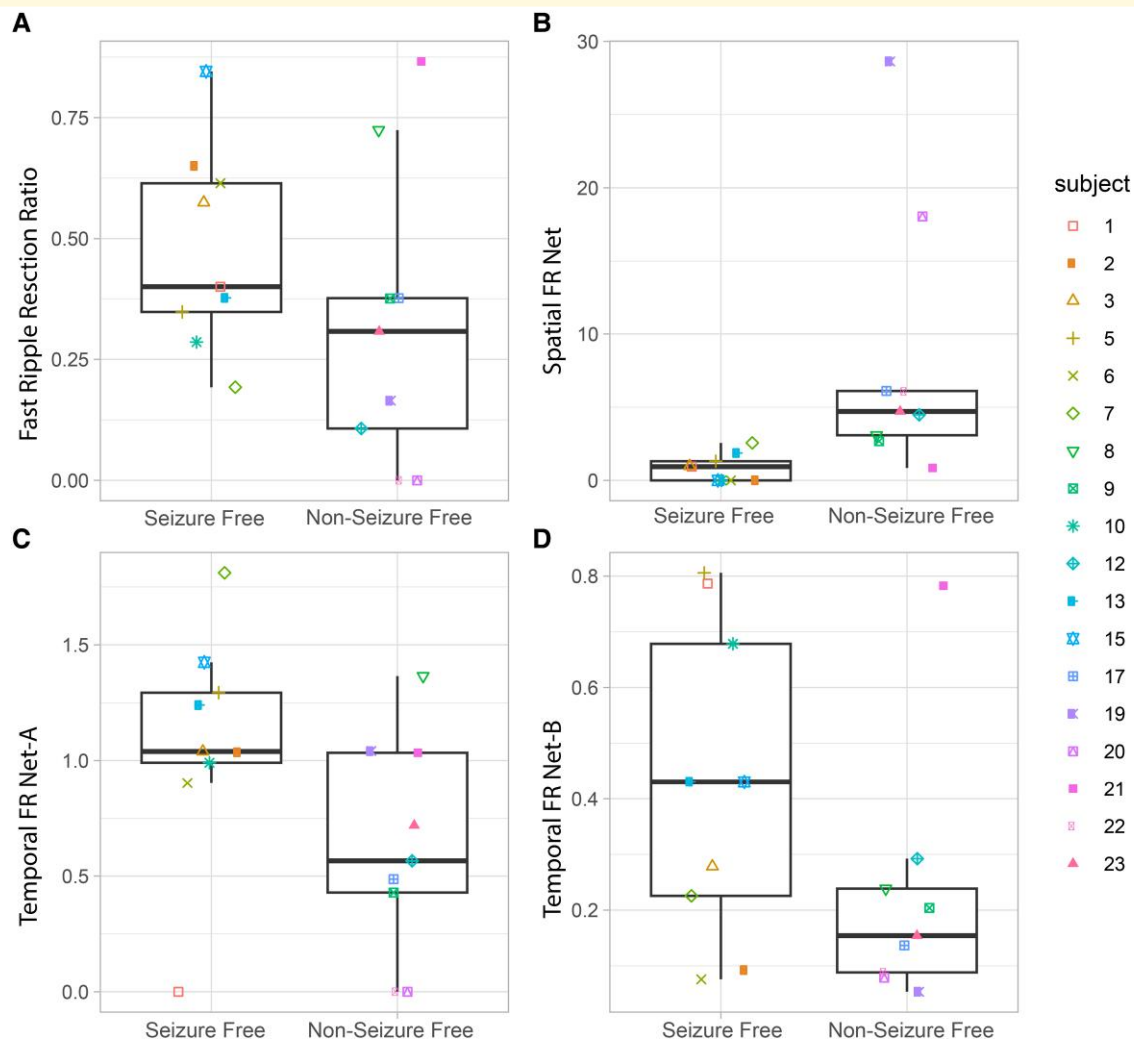 A
Fast Ripple Resction Ratio
0.75
0.50
0.25
0.00
Seizure Free
Non-Seizure Free
B
Spatial FR Net
30
20
10
0
Seizure Free
Non-Seizure Free
C
Temporal FR Net-A
1.5
1.0
0.5
0.0
Seizure Free
Non-Seizure Free
D
Temporal FR Net-B
0.8
0.6
0.4
0.2
Seizure Free
Non-Seizure Free
subject
1
2
3
5
6
7
8
9
10
12
13
15
17
19
20
21
22
23